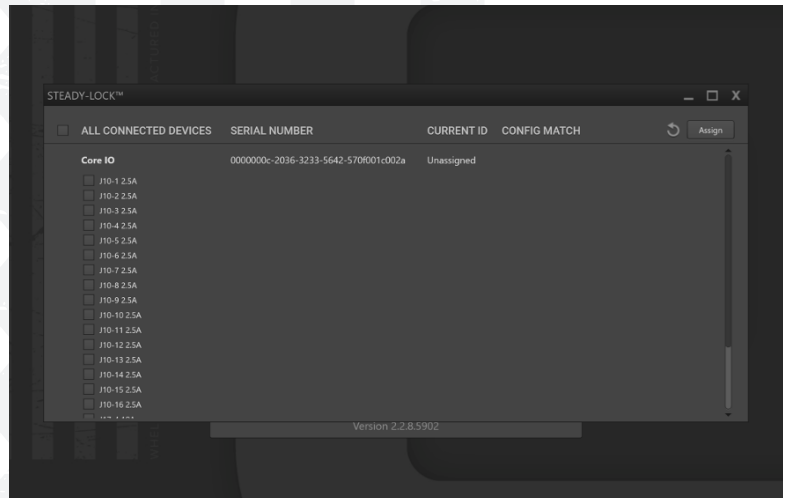 STEADY-LOCK™
ALL CONNECTED DEVICES SERIAL NUMBER CURRENT ID CONFIG MATCH Assign
Core IO 0000000c-2036-3233-5642-570f001c002a Unassigned
J10-1 2.5A
J10-2 2.5A
J10-3 2.5A
J10-4 2.5A
J10-5 2.5A
J10-6 2.5A
J10-7 2.5A
J10-8 2.5A
J10-9 2.5A
J10-10 2.5A
J10-11 2.5A
J10-12 2.5A
J10-13 2.5A
J10-14 2.5A
J10-15 2.5A
J10-16 2.5A
Version 2.2.8.5902